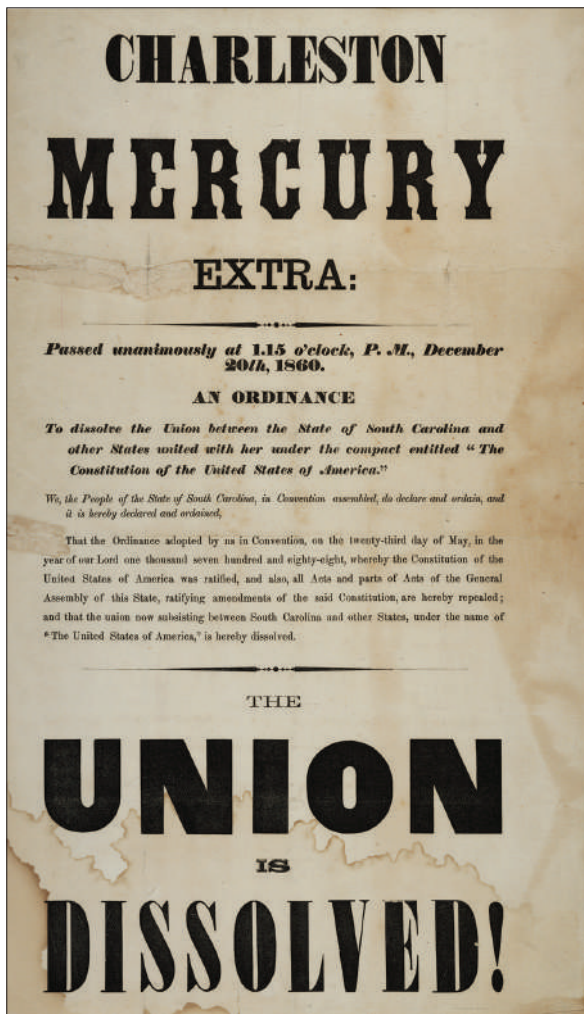 CHARLESTON
MERCURY
EXTRA:
Passed unanimously at 1.15 o'clock, P. M., December
20th, 1860.
AN ORDINANCE
To dissolve the Union between the State of South Carolina and
other States united with her under the compact entitled "The
Constitution of the United States of America."
We, the People of the State of South Carolina, in Convention assembled, do declare and ordain, and
it is hereby declared and ordained,
That the Ordinance adopted by us in Convention, on the twenty-third day of May, in the
year of our Lord one thousand seven hundred and eighty-eight, whereby the Constitution of the
United States of America was ratified, and also, all Acts and parts of Acts of the General
Assembly of this State, ratifying amendments of the said Constitution, are hereby repealed;
and that the union now subsisting between South Carolina and other States, under the name of
"The United States of America," is hereby dissolved.
THE
UNION
IS
DISSOLVED!